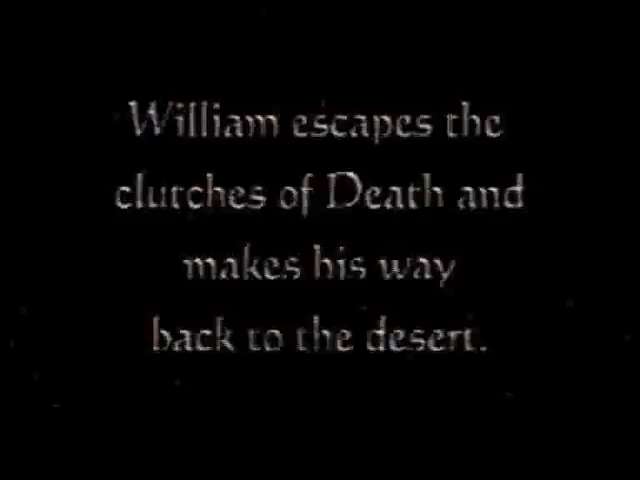 William escapes the
clutches of Death and
makes his way
back to the desert.